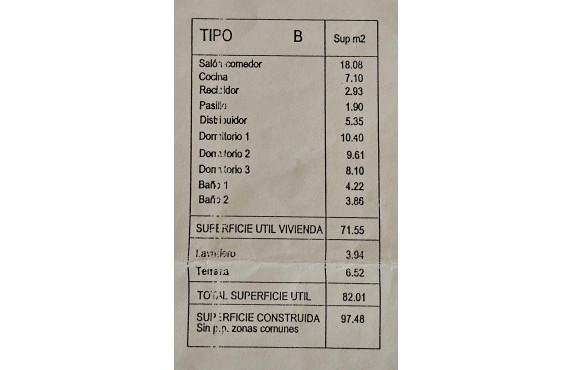 TIPO B Sup m2
Salón comedor 18.08
Cocina 7.10
Recibidor 2.93
Pasillo 1.90
Distribuidor 5.35
Dormitorio 1 10.40
Dormitorio 2 9.61
Dormitorio 3 8.10
Baño 1 4.22
Baño 2 3.86
SUPERFICIE UTIL VIVIENDA 71.55
Lavadero 3.94
Terraza 6.52
TOTAL SUPERFICIE UTIL 82.01
SUPERFICIE CONSTRUIDA 97.48
Sin p.p. zonas comunes